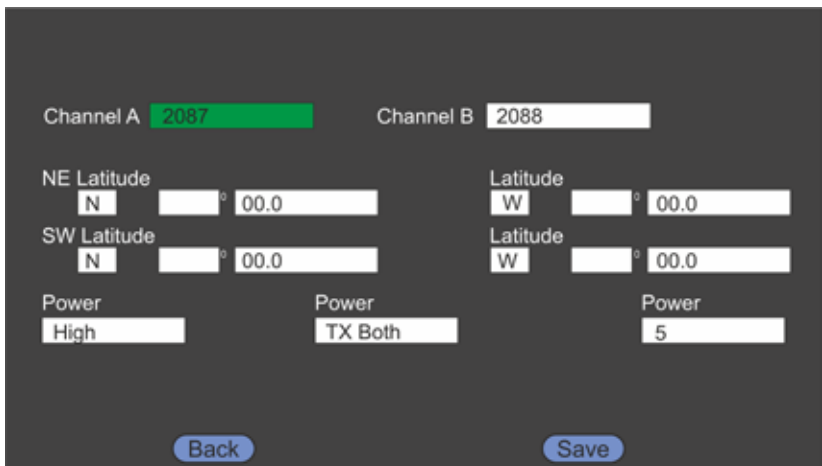 Channel A 2087 Channel B 2088
NE Latitude Latitude
N ° 00.0 W ° 00.0
SW Latitude Latitude
N ° 00.0 W ° 00.0
Power Power Power
High TX Both 5
Back Save